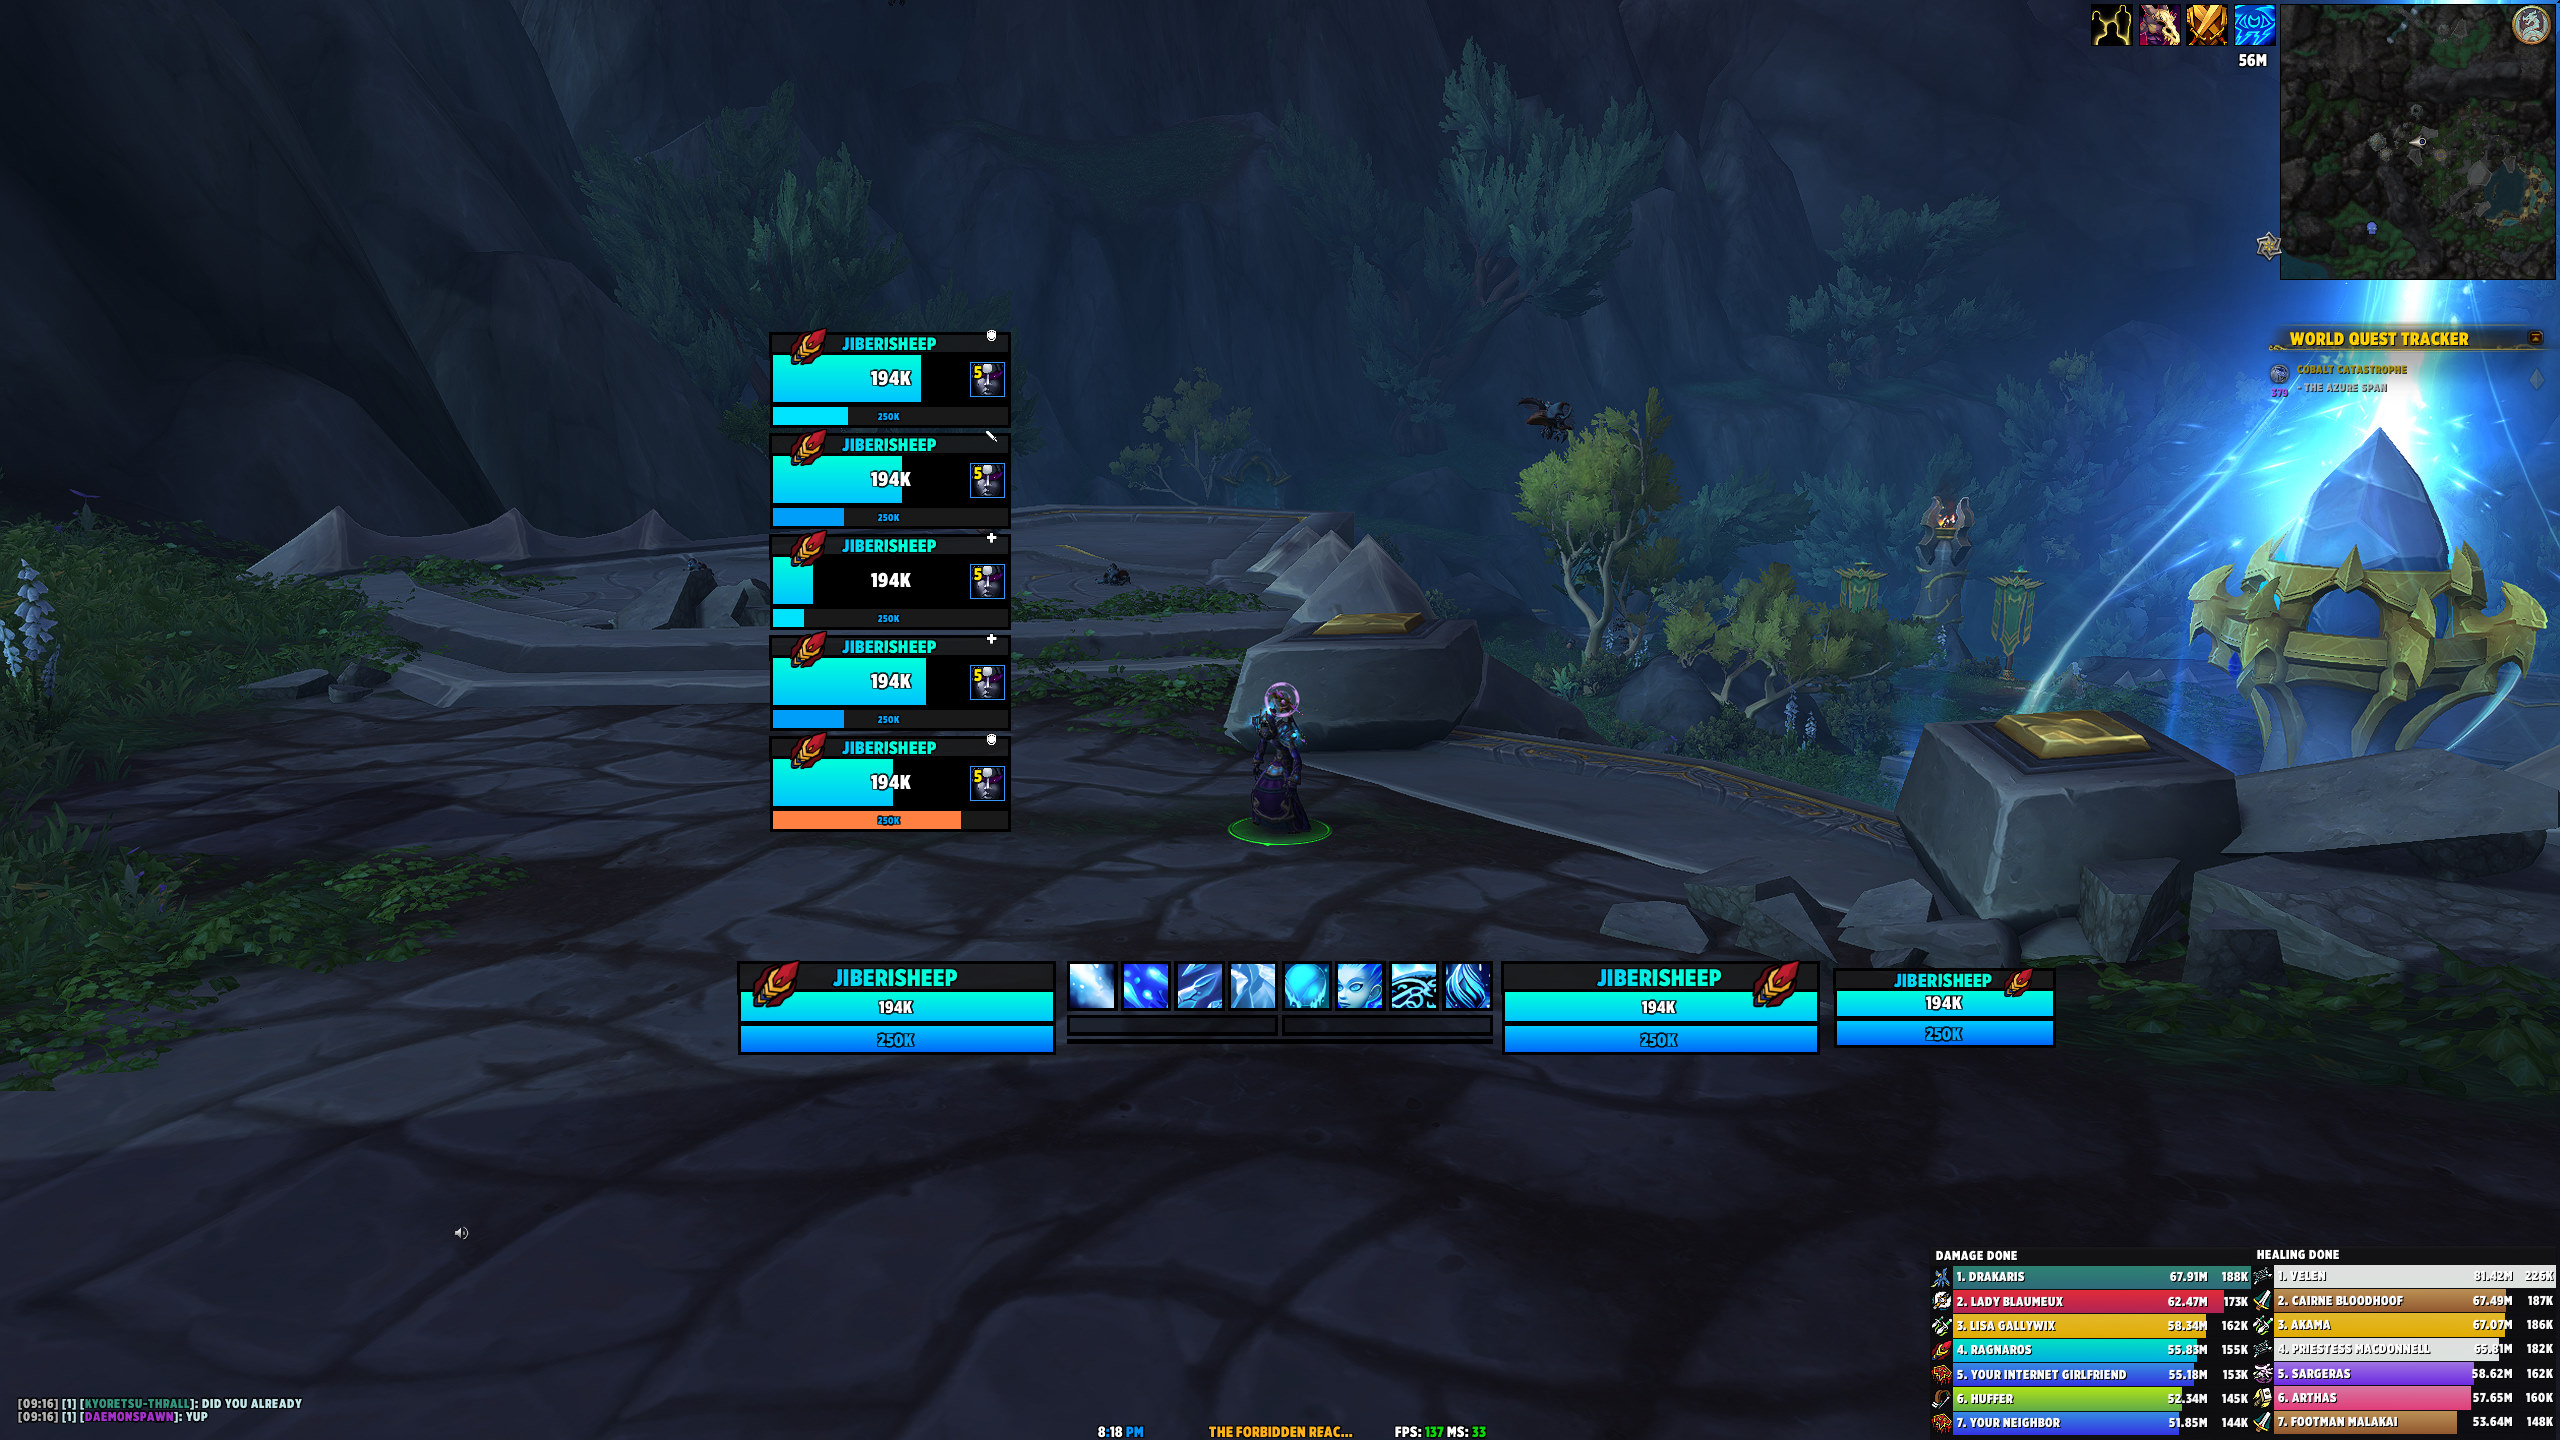 56M
WORLD QUEST TRACKER
COBALT CATASTROPHE
379 - THE AZURE SPAN
JIBERISHEEP
194K 5
250K
JIBERISHEEP
194K 5
250K
JIBERISHEEP
194K 5
250K
JIBERISHEEP
194K 5
250K
JIBERISHEEP
194K 5
250K
JIBERISHEEP
194K
250K
JIBERISHEEP
194K
250K
JIBERISHEEP
194K
250K
DAMAGE DONE
1. DRAKARIS 67.91M 188K
2. LADY BLAUMEUX 62.47M 173K
3. LISA GALLYWIX 58.34M 162K
4. RAGNAROS 55.83M 155K
5. YOUR INTERNET GIRLFRIEND 55.18M 153K
6. HUFFER 52.34M 145K
7. YOUR NEIGHBOR 51.85M 144K
HEALING DONE
1. VELEN 81.42M 226K
2. CAIRNE BLOODHOOF 67.49M 187K
3. AKAMA 67.07M 186K
4. PRIESTESS MACDONNELL 65.81M 182K
5. SARGERAS 58.62M 162K
6. ARTHAS 57.65M 160K
7. FOOTMAN MALAKAI 53.64M 148K
[09:16] [1] [KYORETSU-THRALL]: DID YOU ALREADY
[09:16] [1] [DAEMONSPAWN]: YUP
8:18 PM THE FORBIDDEN REAC... FPS: 137 MS: 33